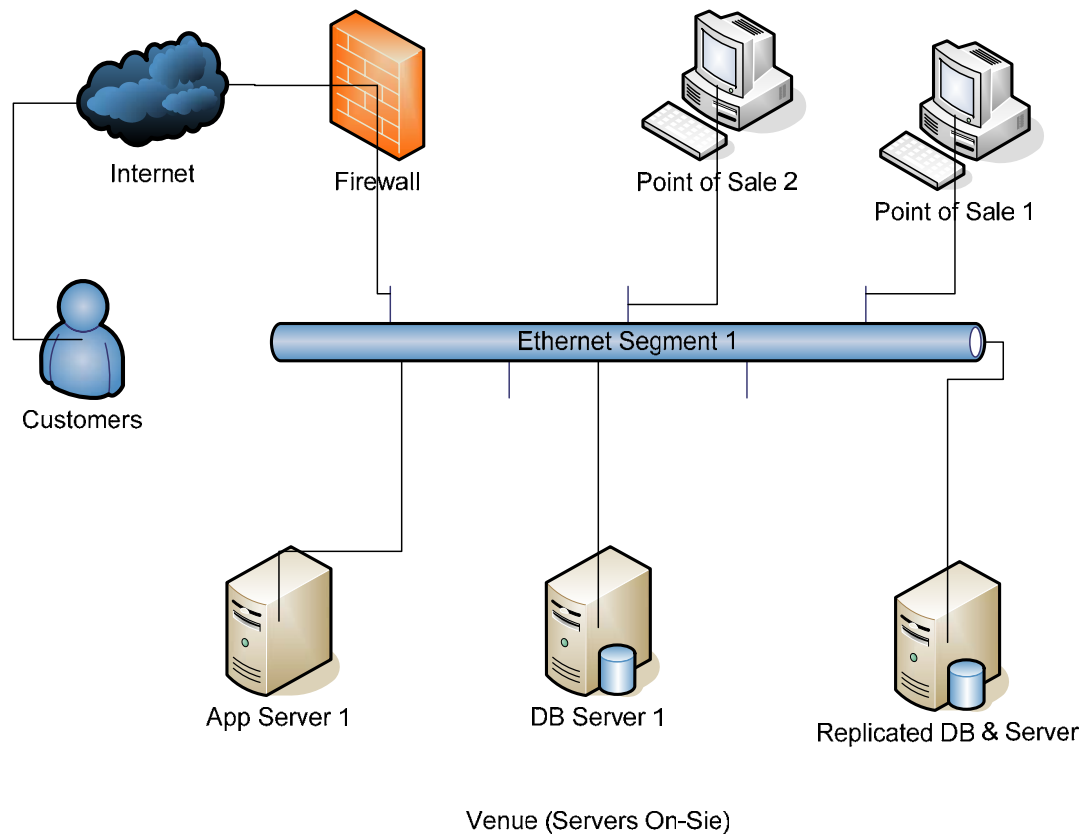 Internet
Firewall
Point of Sale 2
Point of Sale 1
Ethernet Segment 1
Customers
App Server 1
DB Server 1
Replicated DB & Server
Venue (Servers On-Sie)